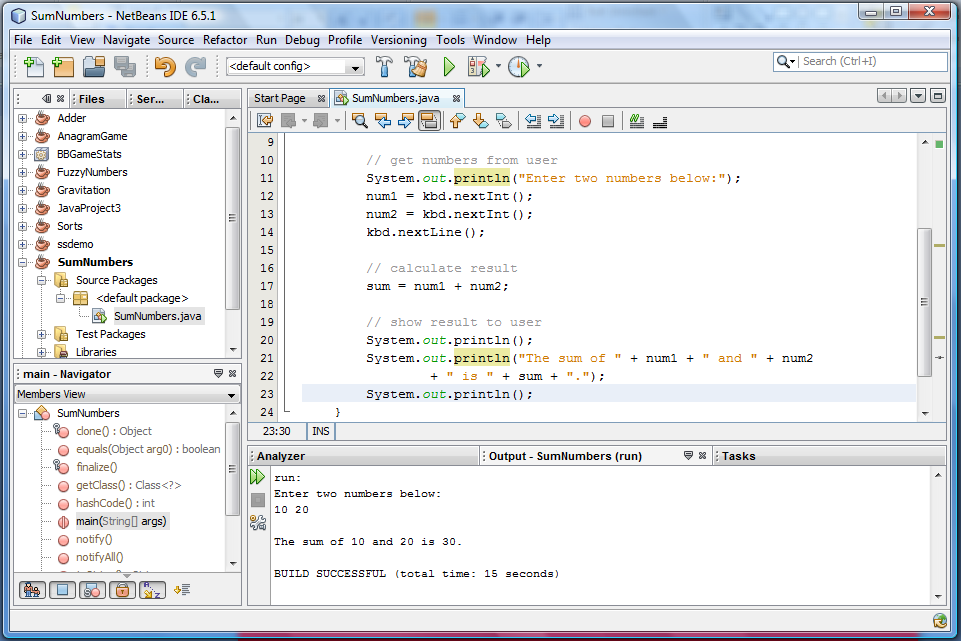 SumNumbers - NetBeans IDE 6.5.1
File Edit View Navigate Source Refactor Run Debug Profile Versioning Tools Window Help
<default config>
Search (Ctrl+I)
Files
Ser...
Cla...
Adder
AnagramGame
BBGameStats
FuzzyNumbers
Gravitation
JavaProject3
Sorts
ssdemo
SumNumbers
Source Packages
<default package>
SumNumbers.java
Test Packages
Libraries
main - Navigator
Members View
SumNumbers
clone() : Object
equals(Object arg0) : boolean
finalize()
getClass() : Class<?>
hashCode() : int
main(String[] args)
notify()
notifyAll()
Start Page
SumNumbers.java
9
10 // get numbers from user
11 System.out.println("Enter two numbers below:");
12 num1 = kbd.nextInt();
13 num2 = kbd.nextInt();
14 kbd.nextLine();
15
16 // calculate result
17 sum = num1 + num2;
18
19 // show result to user
20 System.out.println();
21 System.out.println("The sum of " + num1 + " and " + num2
22 + " is " + sum + ".");
23 System.out.println();
24 }
23:30 INS
Analyzer
Output - SumNumbers (run)
Tasks
run:
Enter two numbers below:
10 20
The sum of 10 and 20 is 30.
BUILD SUCCESSFUL (total time: 15 seconds)